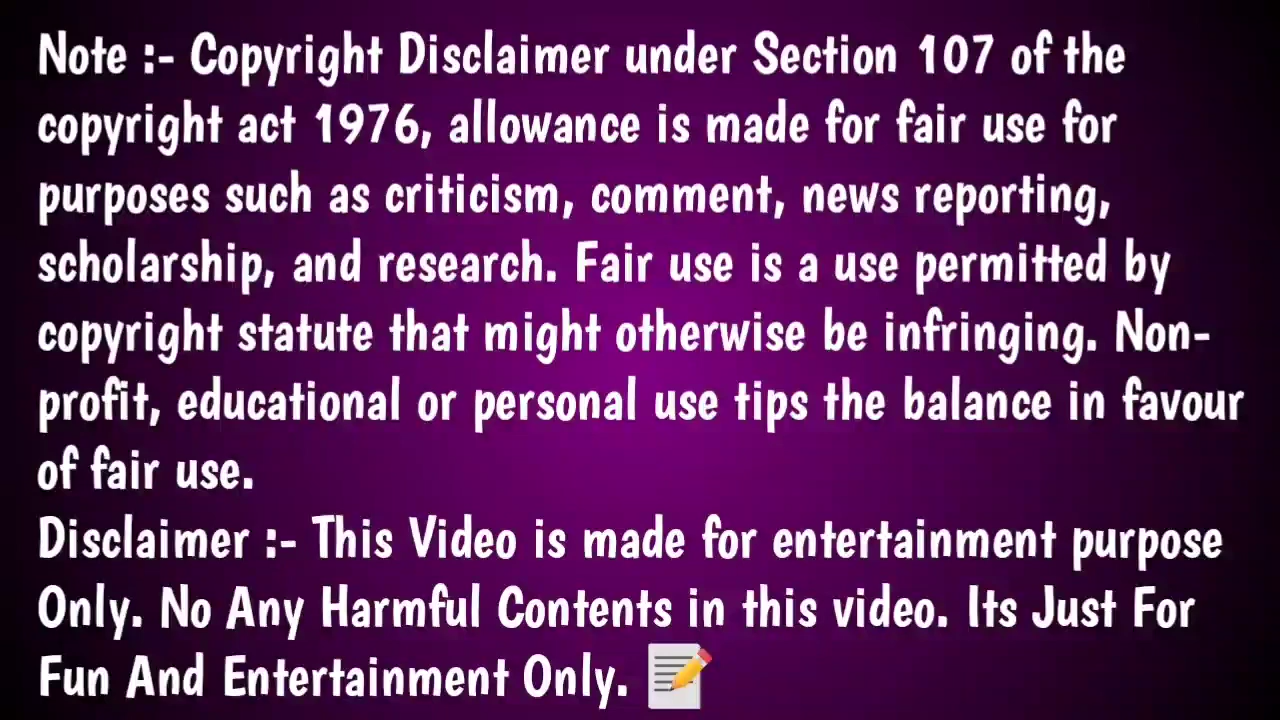 Note :- Copyright Disclaimer under Section 107 of the
copyright act 1976, allowance is made for fair use for
purposes such as criticism, comment, news reporting,
scholarship, and research. Fair use is a use permitted by
copyright statute that might otherwise be infringing. Non-
profit, educational or personal use tips the balance in favour
of fair use.
Disclaimer :- This Video is made for entertainment purpose
Only. No Any Harmful Contents in this video. Its Just For
Fun And Entertainment Only. 📝